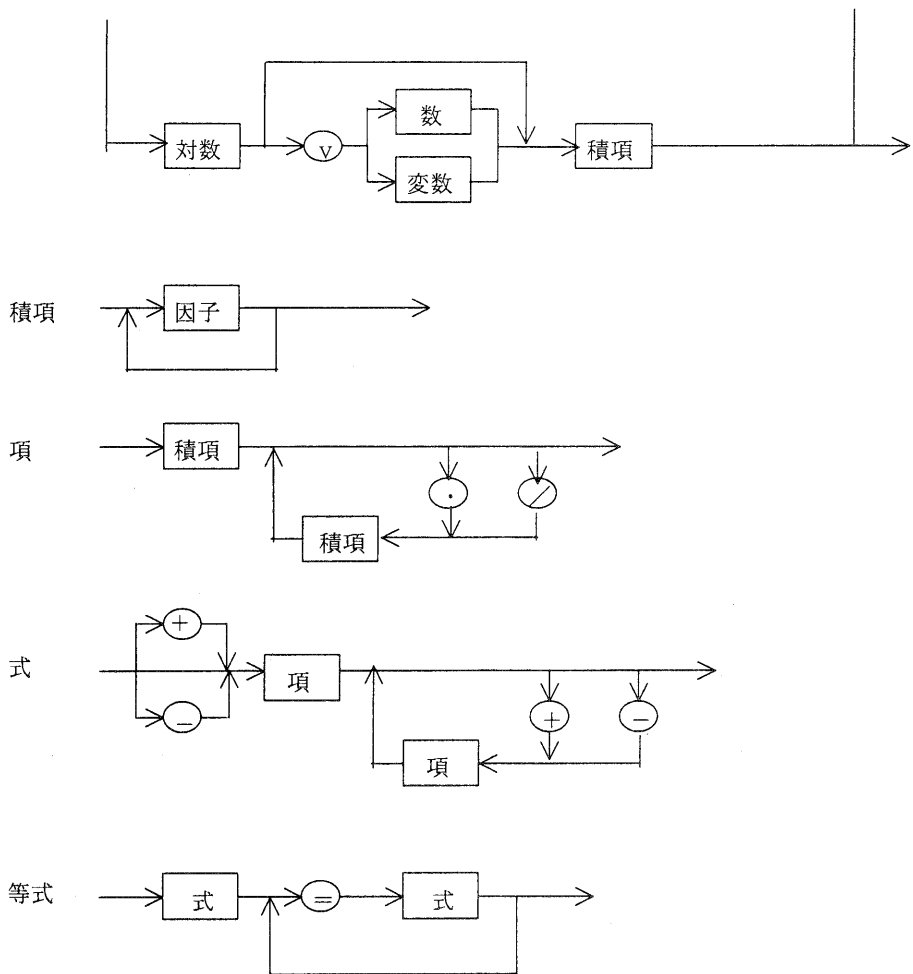 数
対数 v 積項
変数
積項 因子
項 積項
・ ／
積項
+
式 項
− + −
項
等式 式 = 式